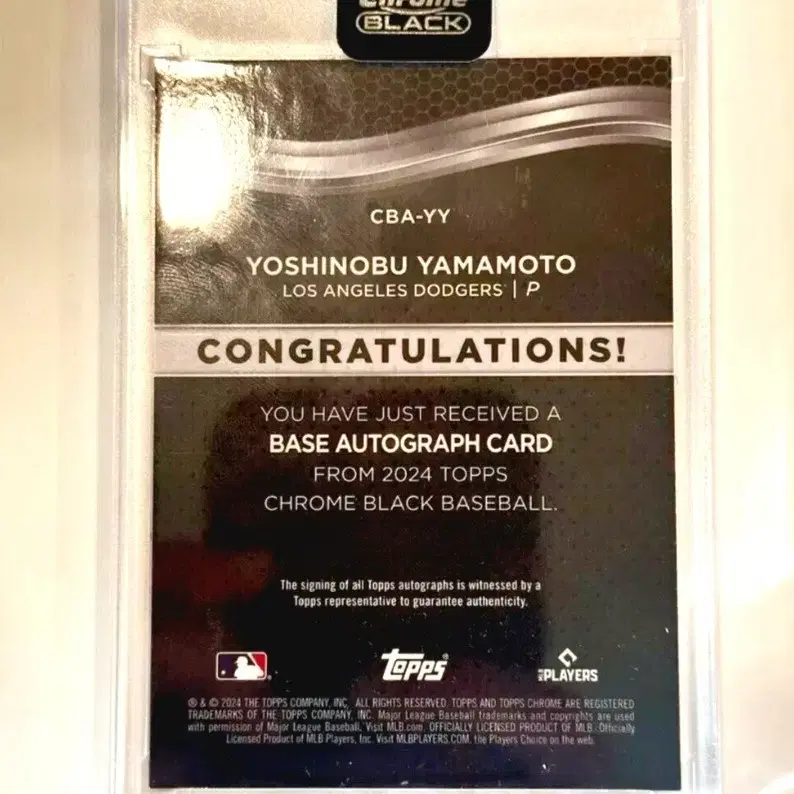 Chrome
BLACK
CBA-YY
YOSHINOBU YAMAMOTO
LOS ANGELES DODGERS | P
CONGRATULATIONS!
YOU HAVE JUST RECEIVED A
BASE AUTOGRAPH CARD
FROM 2024 TOPPS
CHROME BLACK BASEBALL.
The signing of all Topps autographs is witnessed by a
Topps representative to guarantee authenticity.
topps®
MLB PLAYERS
® & © 2024 THE TOPPS COMPANY, INC. ALL RIGHTS RESERVED. TOPPS AND TOPPS CHROME ARE REGISTERED
TRADEMARKS OF THE TOPPS COMPANY, INC. Major League Baseball trademarks and copyrights are used
with permission of Major League Baseball. Visit MLB.com. OFFICIALLY LICENSED PRODUCT OF MLB. Officially
Licensed Product of MLB Players, Inc. Visit MLBPLAYERS.COM, the Players Choice on the web.